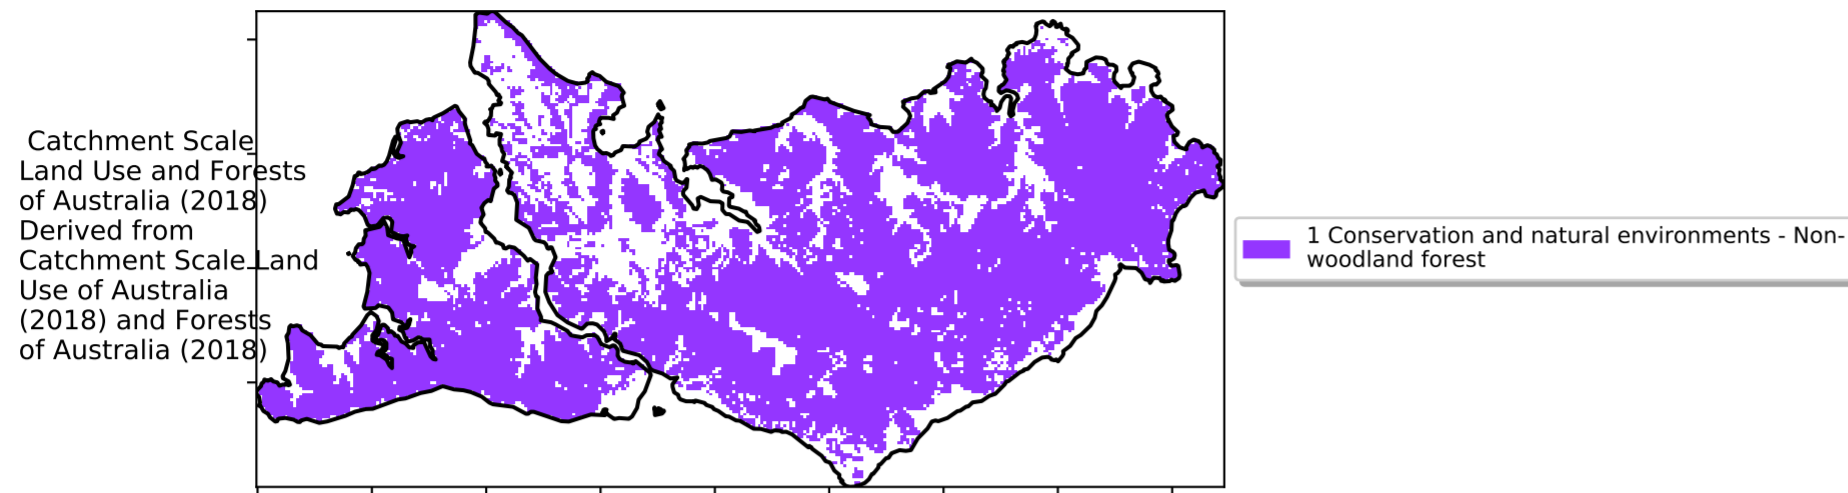 Catchment Scale
Land Use and Forests
of Australia (2018)
Derived from
Catchment Scale Land
Use of Australia
(2018) and Forests
of Australia (2018)
1 Conservation and natural environments - Non-
woodland forest